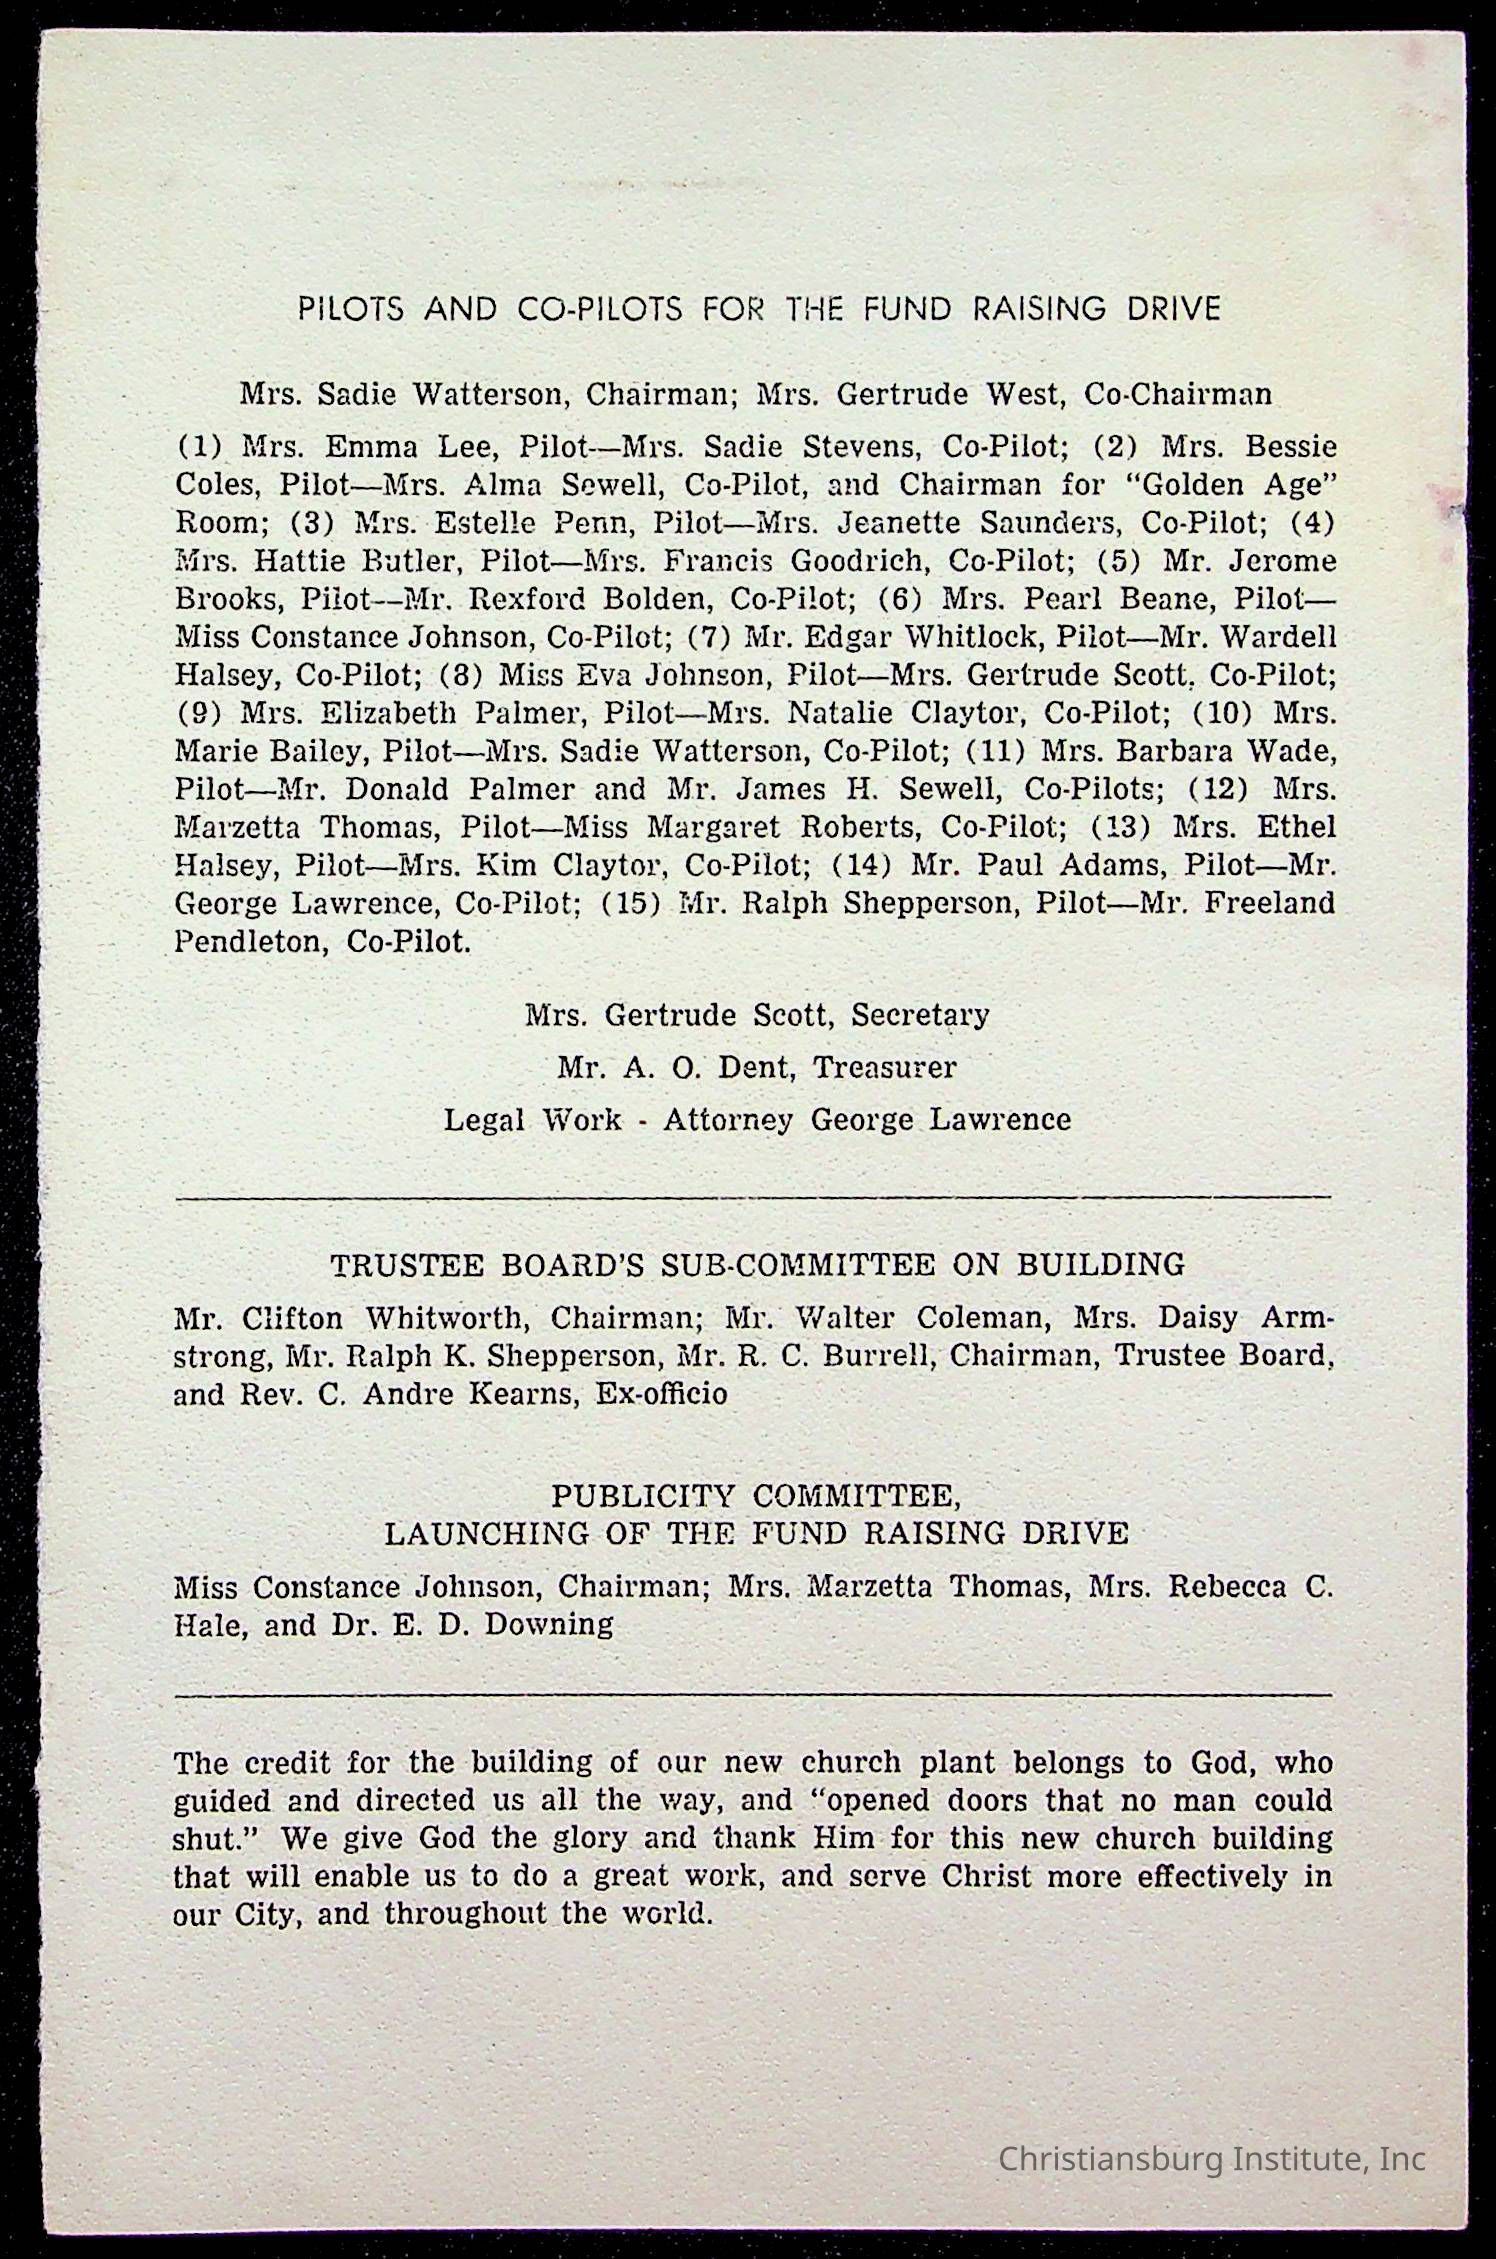 PILOTS AND CO-PILOTS FOR THE FUND RAISING DRIVE
Mrs. Sadie Watterson, Chairman; Mrs. Gertrude West, Co-Chairman
(1) Mrs. Emma Lee, Pilot—Mrs. Sadie Stevens, Co-Pilot; (2) Mrs. Bessie
Coles, Pilot—Mrs. Alma Sewell, Co-Pilot, and Chairman for “Golden Age”
Room; (3) Mrs. Estelle Penn, Pilot—Mrs. Jeanette Saunders, Co-Pilot; (4)
Mrs. Hattie Butler, Pilot—Mrs. Francis Goodrich, Co-Pilot; (5) Mr. Jerome
Brooks, Pilot—Mr. Rexford Bolden, Co-Pilot; (6) Mrs. Pearl Beane, Pilot—
Miss Constance Johnson, Co-Pilot; (7) Mr. Edgar Whitlock, Pilot—Mr. Wardell
Halsey, Co-Pilot; (8) Miss Eva Johnson, Pilot—Mrs. Gertrude Scott, Co-Pilot;
(9) Mrs. Elizabeth Palmer, Pilot—Mrs. Natalie Claytor, Co-Pilot; (10) Mrs.
Marie Bailey, Pilot—Mrs. Sadie Watterson, Co-Pilot; (11) Mrs. Barbara Wade,
Pilot—Mr. Donald Palmer and Mr. James H. Sewell, Co-Pilots; (12) Mrs.
Marzetta Thomas, Pilot—Miss Margaret Roberts, Co-Pilot; (13) Mrs. Ethel
Halsey, Pilot—Mrs. Kim Claytor, Co-Pilot; (14) Mr. Paul Adams, Pilot—Mr.
George Lawrence, Co-Pilot; (15) Mr. Ralph Shepperson, Pilot—Mr. Freeland
Pendleton, Co-Pilot.
Mrs. Gertrude Scott, Secretary
Mr. A. O. Dent, Treasurer
Legal Work - Attorney George Lawrence
TRUSTEE BOARD’S SUB-COMMITTEE ON BUILDING
Mr. Clifton Whitworth, Chairman; Mr. Walter Coleman, Mrs. Daisy Arm-
strong, Mr. Ralph K. Shepperson, Mr. R. C. Burrell, Chairman, Trustee Board,
and Rev. C. Andre Kearns, Ex-officio
PUBLICITY COMMITTEE,
LAUNCHING OF THE FUND RAISING DRIVE
Miss Constance Johnson, Chairman; Mrs. Marzetta Thomas, Mrs. Rebecca C.
Hale, and Dr. E. D. Downing
The credit for the building of our new church plant belongs to God, who
guided and directed us all the way, and “opened doors that no man could
shut.” We give God the glory and thank Him for this new church building
that will enable us to do a great work, and serve Christ more effectively in
our City, and throughout the world.
Christiansburg Institute, Inc